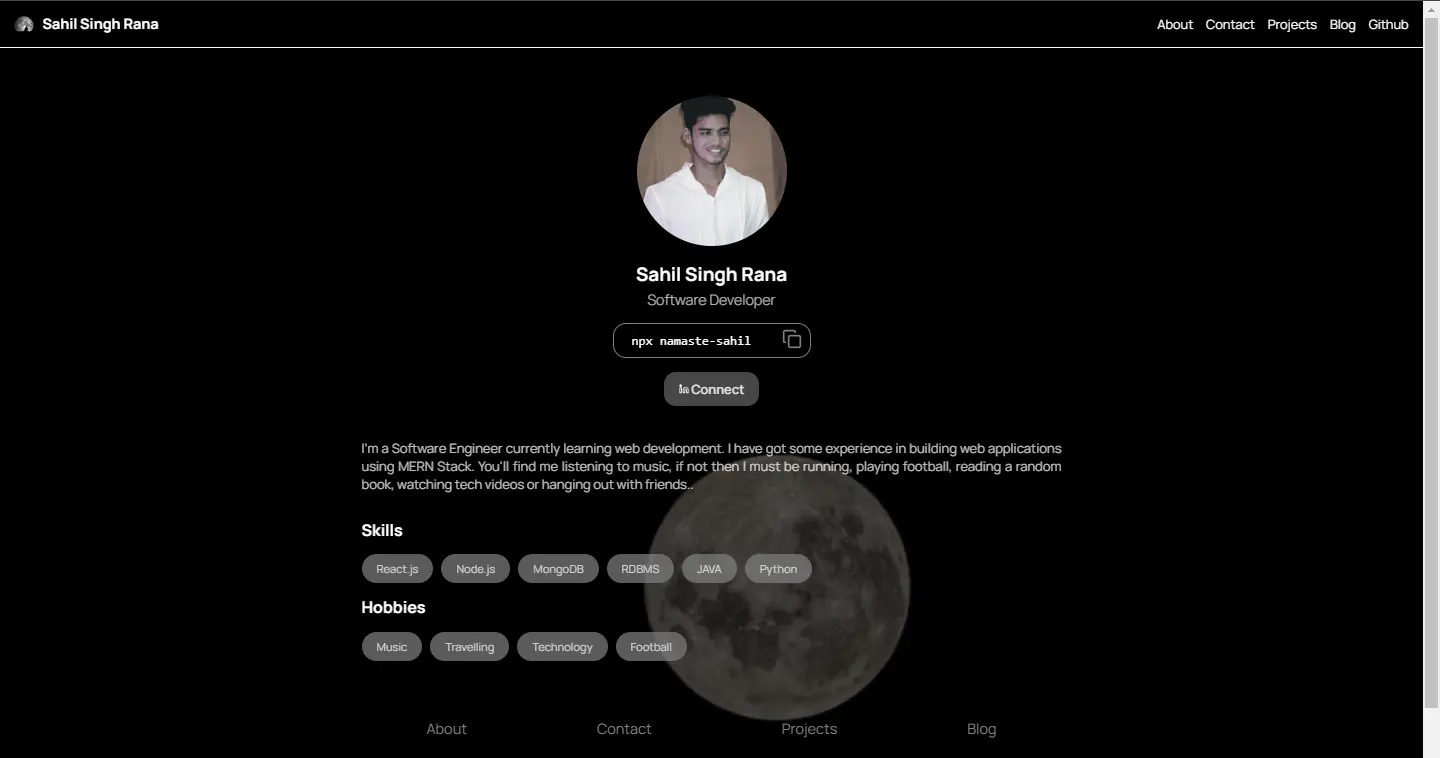 Sahil Singh Rana
About Contact Projects Blog Github
Sahil Singh Rana
Software Developer
npx namaste-sahil
in Connect
I'm a Software Engineer currently learning web development. I have got some experience in building web applications
using MERN Stack. You'll find me listening to music, if not then I must be running, playing football, reading a random
book, watching tech videos or hanging out with friends..
Skills
React.js Node.js MongoDB RDBMS JAVA Python
Hobbies
Music Travelling Technology Football
About Contact Projects Blog